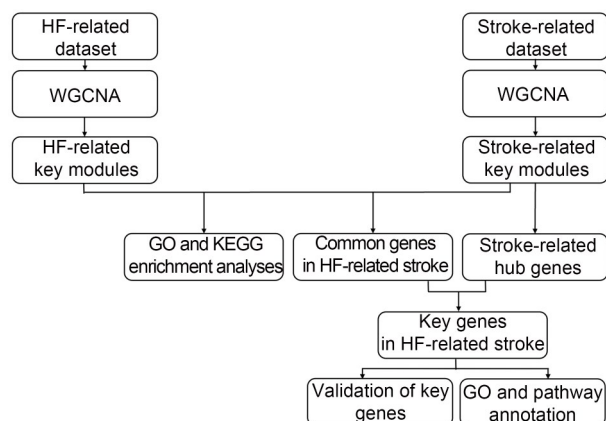 HF-related
dataset
Stroke-related
dataset
WGCNA
WGCNA
HF-related
key modules
Stroke-related
key modules
GO and KEGG
enrichment analyses
Common genes
in HF-related stroke
Stroke-related
hub genes
Key genes
in HF-related stroke
Validation of key
genes
GO and pathway
annotation